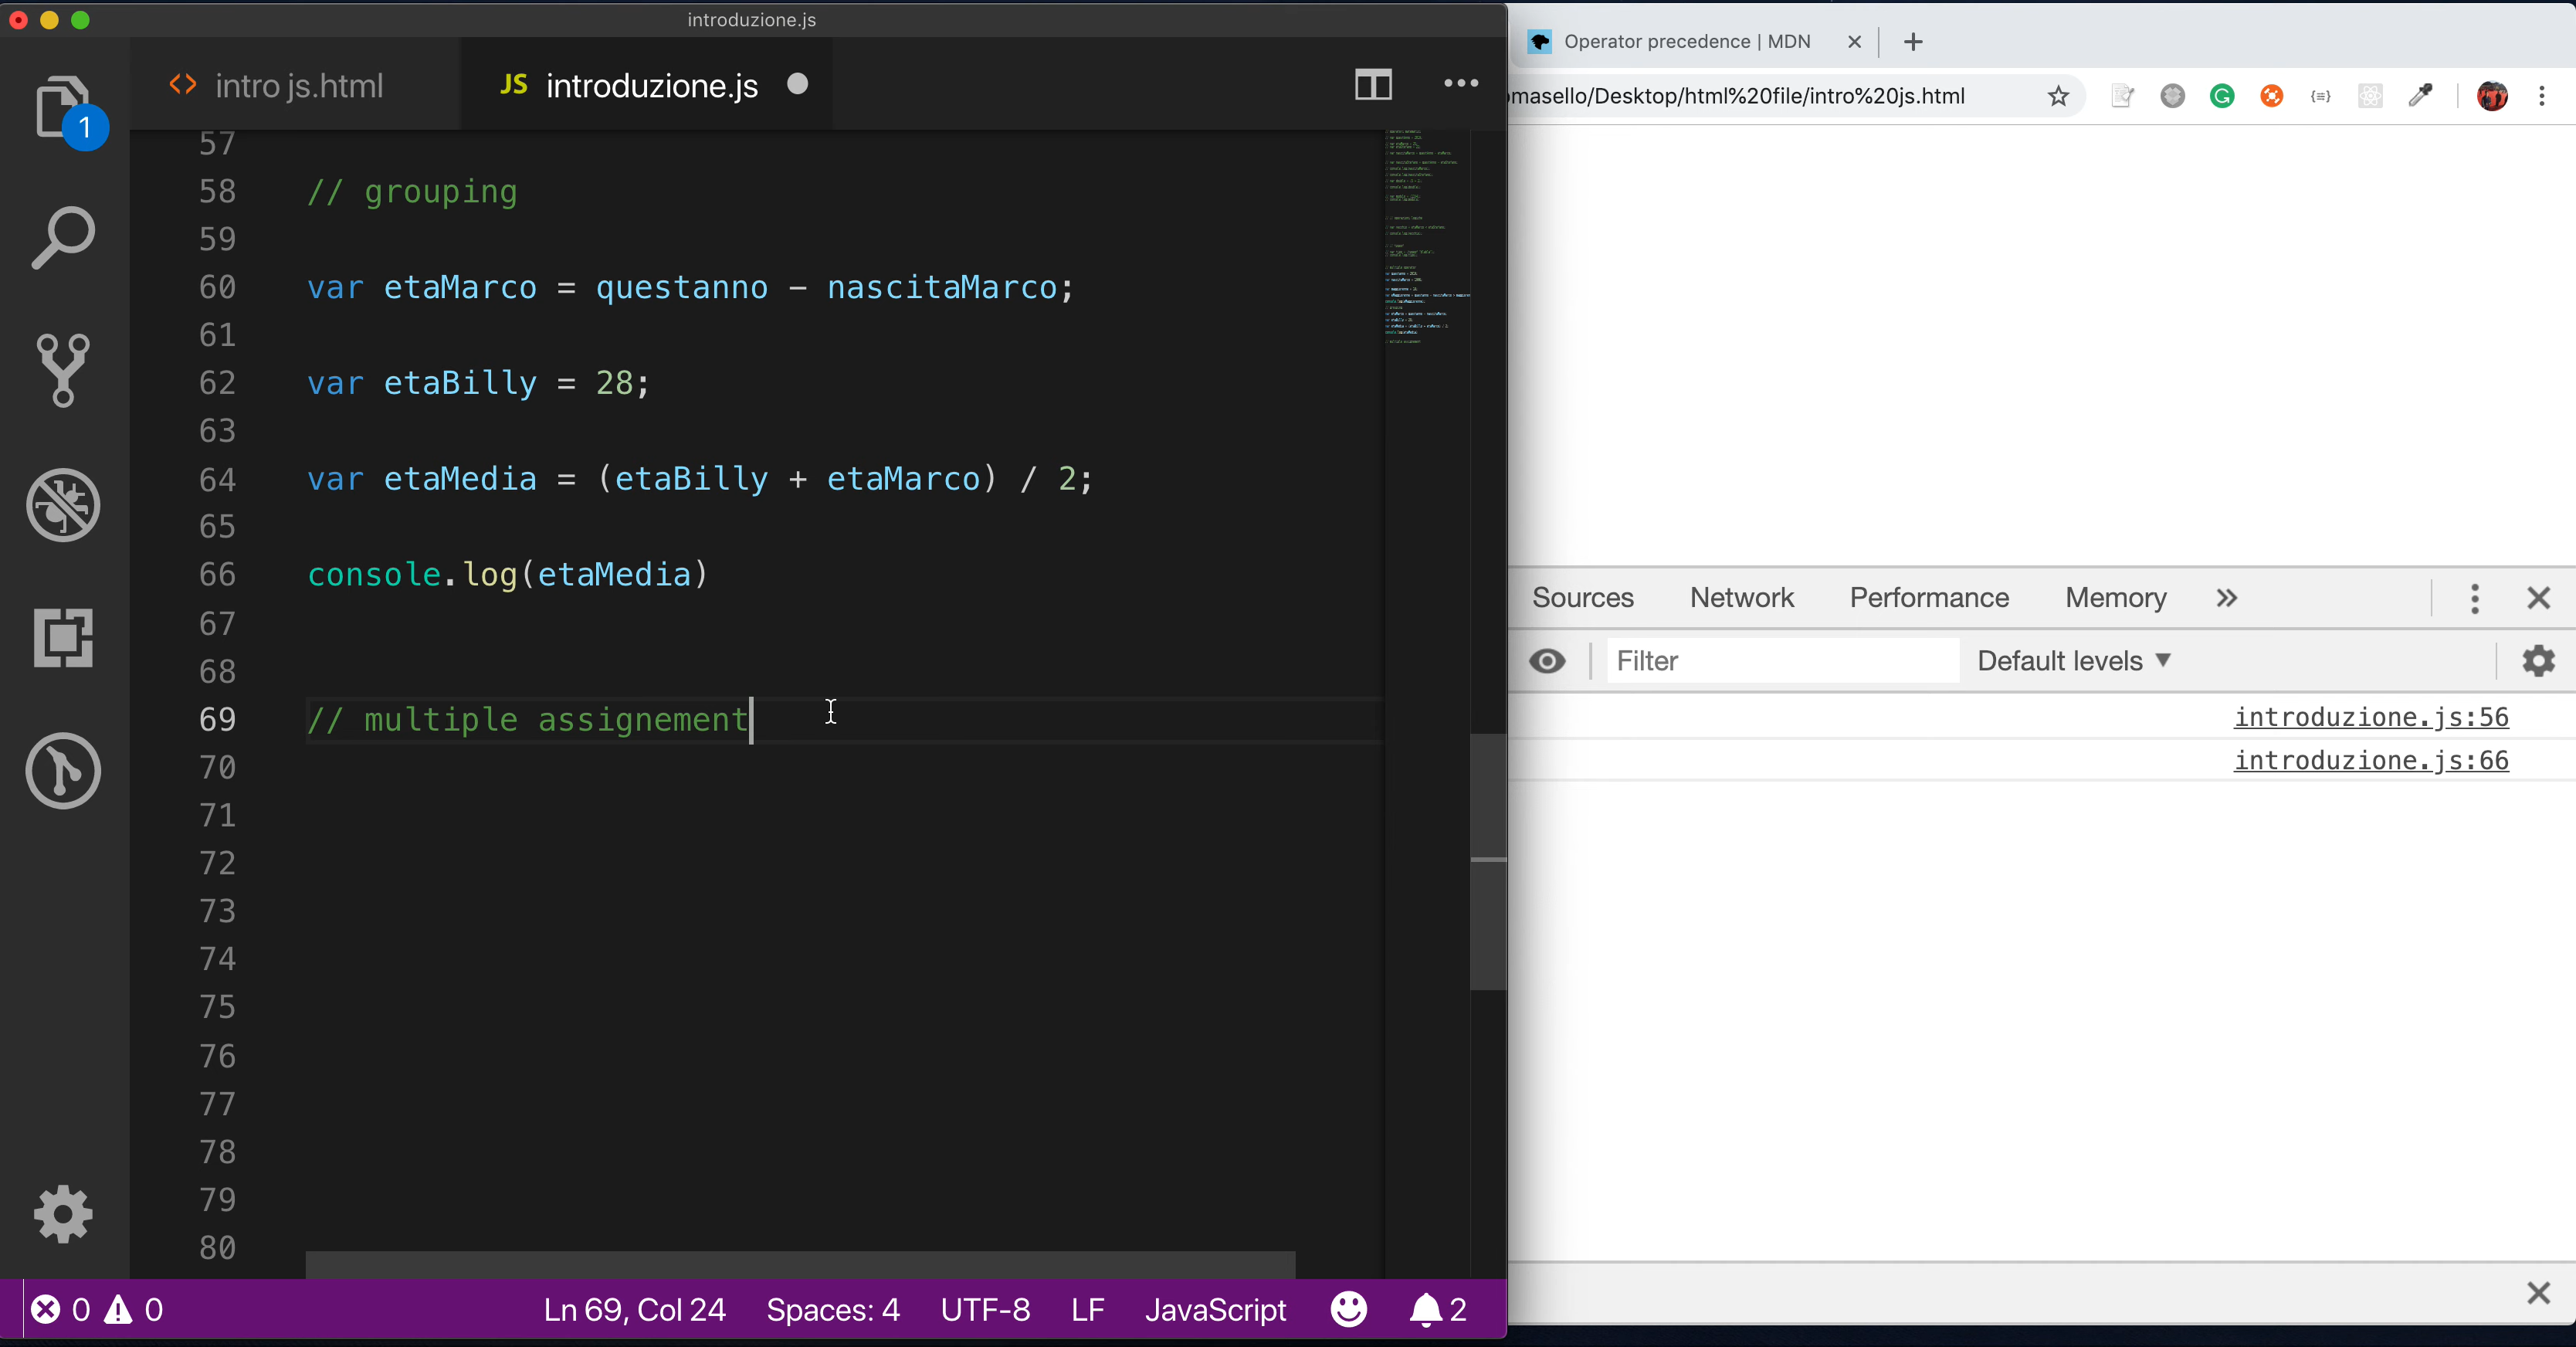 introduzione.js
intro js.html
JS introduzione.js
1
57
58 // grouping
59
60 var etaMarco = questanno - nascitaMarco;
61
62 var etaBilly = 28;
63
64 var etaMedia = (etaBilly + etaMarco) / 2;
65
66 console.log(etaMedia)
67
68
69 // multiple assignement
70
71
72
73
74
75
76
77
78
79
80
0 0 Ln 69, Col 24 Spaces: 4 UTF-8 LF JavaScript 2
Operator precedence | MDN
omasello/Desktop/html%20file/intro%20js.html
Sources Network Performance Memory
Filter Default levels ▼
introduzione.js:56
introduzione.js:66